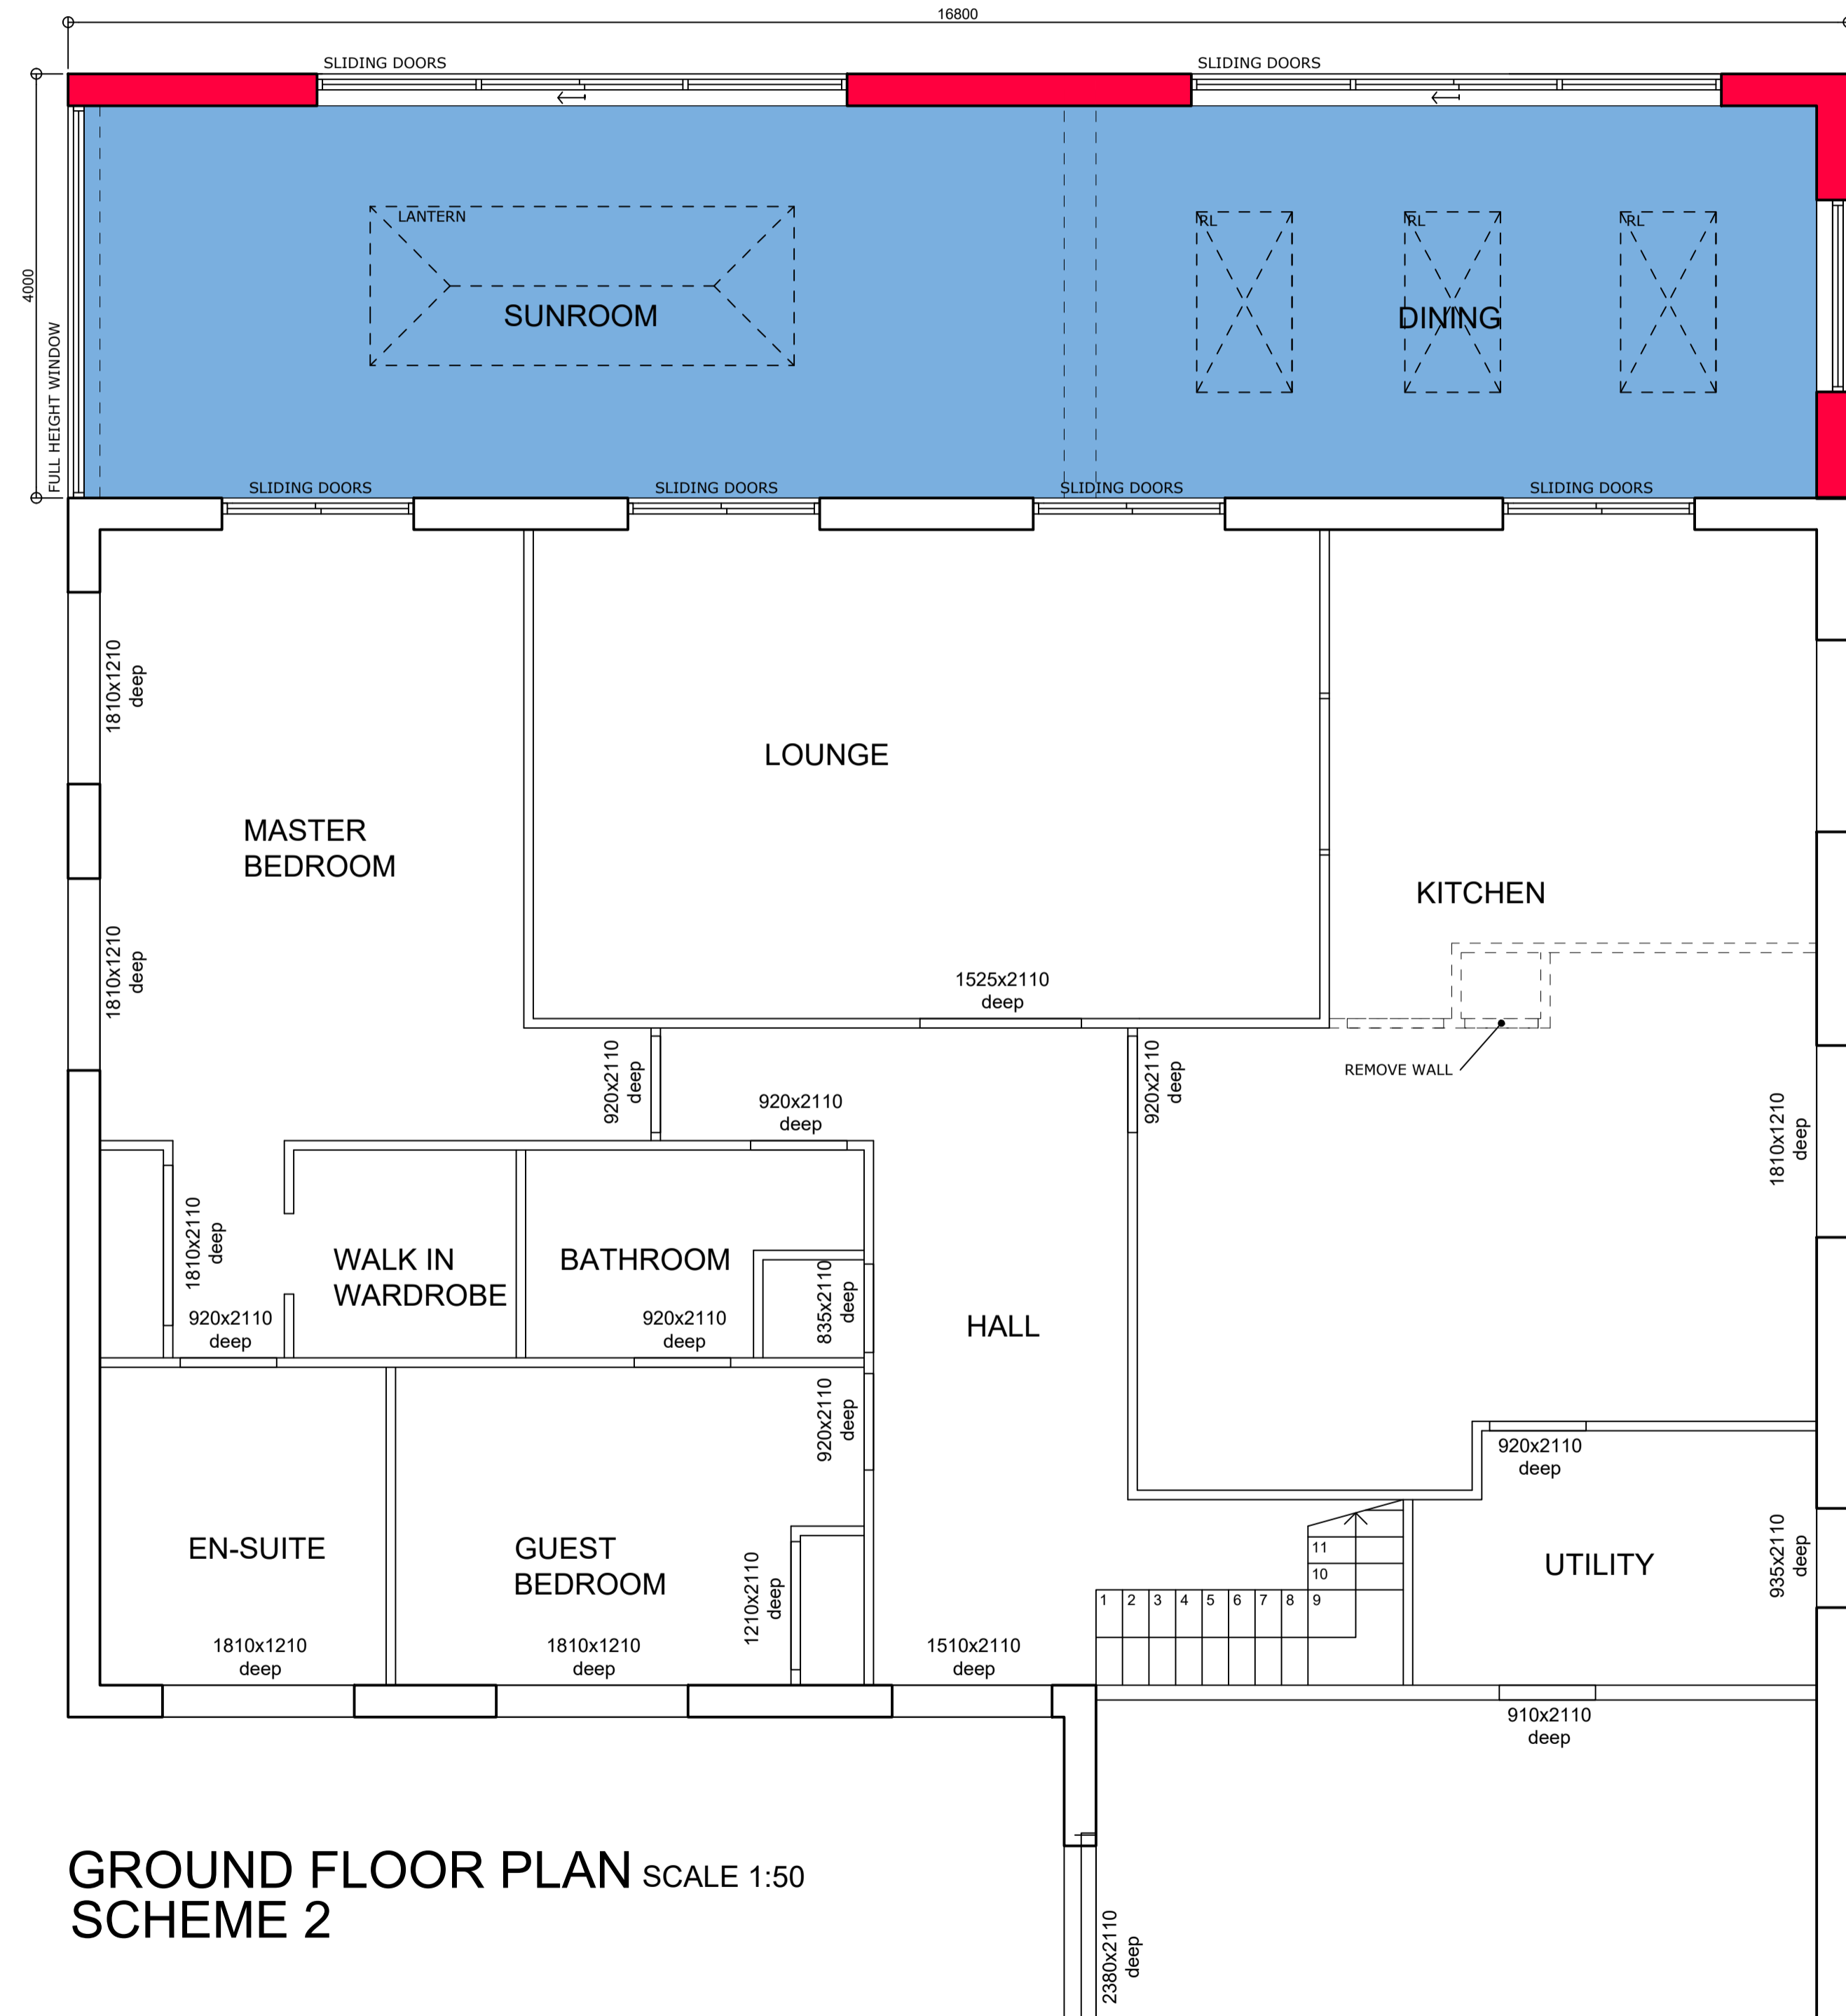 16800
SLIDING DOORS
SLIDING DOORS
LANTERN
RL
RL
RL
SUNROOM
DINING
4000
FULL HEIGHT WINDOW
SLIDING DOORS
SLIDING DOORS
SLIDING DOORS
SLIDING DOORS
1810x1210
deep
LOUNGE
MASTER
BEDROOM
KITCHEN
1810x1210
deep
1525x2110
deep
920x2110
deep
920x2110
deep
920x2110
deep
REMOVE WALL
1810x1210
deep
1810x2110
deep
WALK IN
WARDROBE
BATHROOM
835x2110
deep
920x2110
deep
920x2110
deep
HALL
920x2110
deep
920x2110
deep
EN-SUITE
GUEST
BEDROOM
1210x2110
deep
11
10
1 2 3 4 5 6 7 8 9
UTILITY
935x2110
deep
1810x1210
deep
1810x1210
deep
1510x2110
deep
910x2110
deep
GROUND FLOOR PLAN SCALE 1:50
SCHEME 2
2380x2110
deep